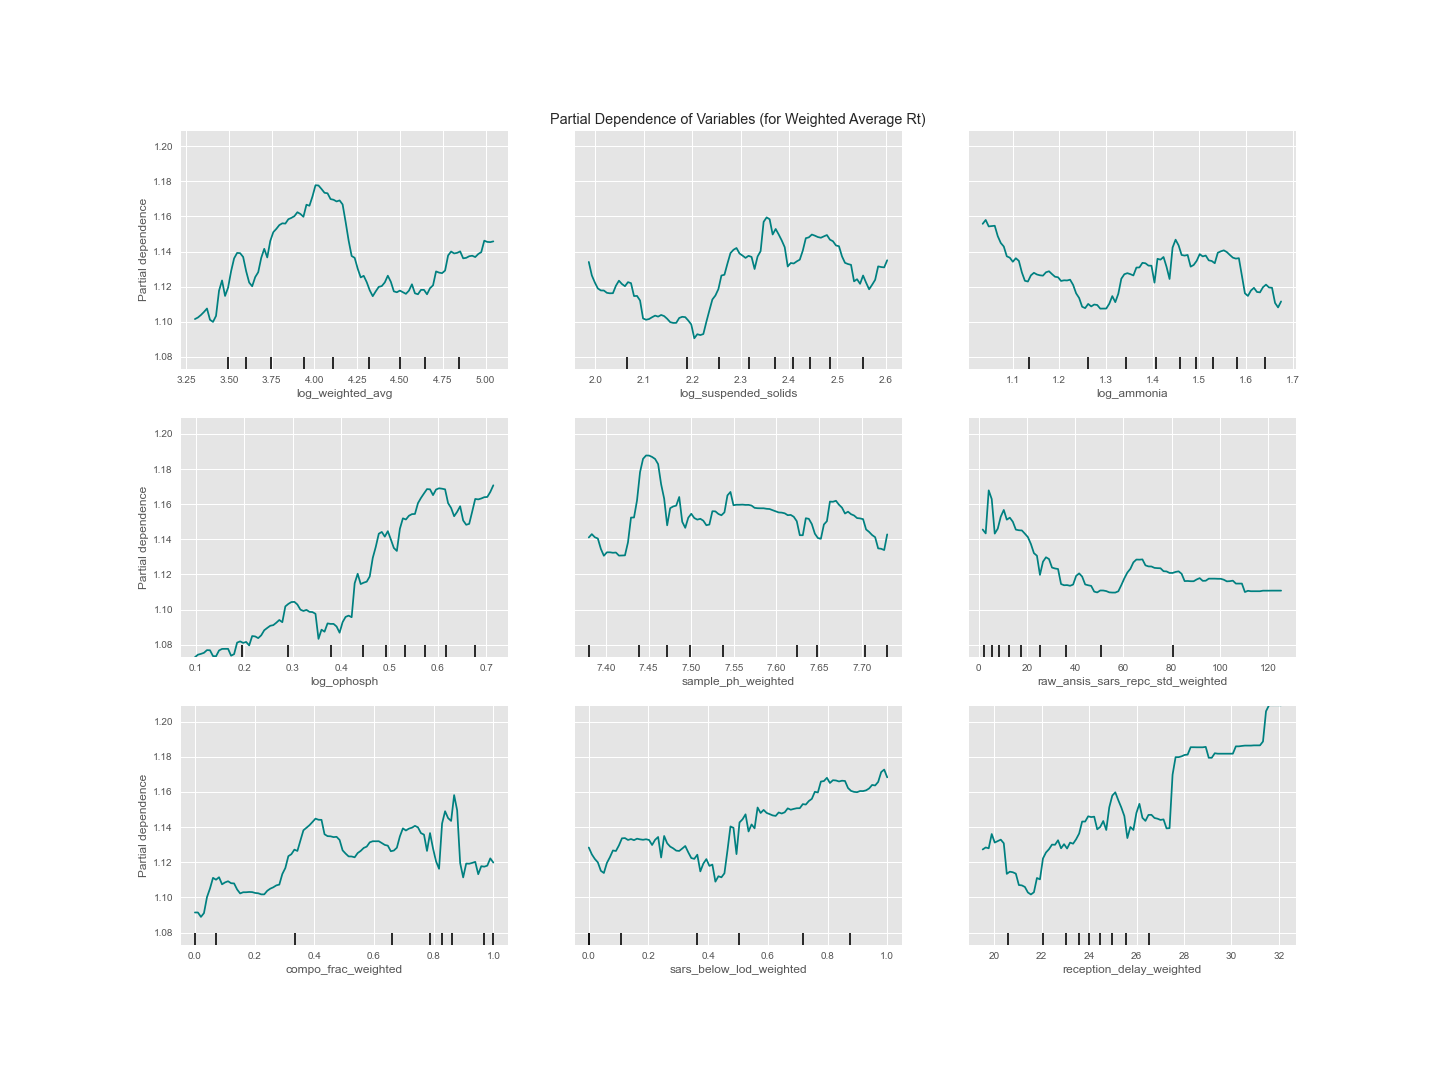 Partial Dependence of Variables (for Weighted Average Rt)
Partial dependence
1.20
1.18
1.16
1.14
1.12
1.10
1.08
3.25 3.50 3.75 4.00 4.25 4.50 4.75 5.00
log_weighted_avg
2.0 2.1 2.2 2.3 2.4 2.5 2.6
log_suspended_solids
1.1 1.2 1.3 1.4 1.5 1.6 1.7
log_ammonia
Partial dependence
1.20
1.18
1.16
1.14
1.12
1.10
1.08
0.1 0.2 0.3 0.4 0.5 0.6 0.7
log_ophosph
7.40 7.45 7.50 7.55 7.60 7.65 7.70
sample_ph_weighted
0 20 40 60 80 100 120
raw_ansis_sars_repc_std_weighted
Partial dependence
1.20
1.18
1.16
1.14
1.12
1.10
1.08
0.0 0.2 0.4 0.6 0.8 1.0
compo_frac_weighted
0.0 0.2 0.4 0.6 0.8 1.0
sars_below_lod_weighted
20 22 24 26 28 30 32
reception_delay_weighted